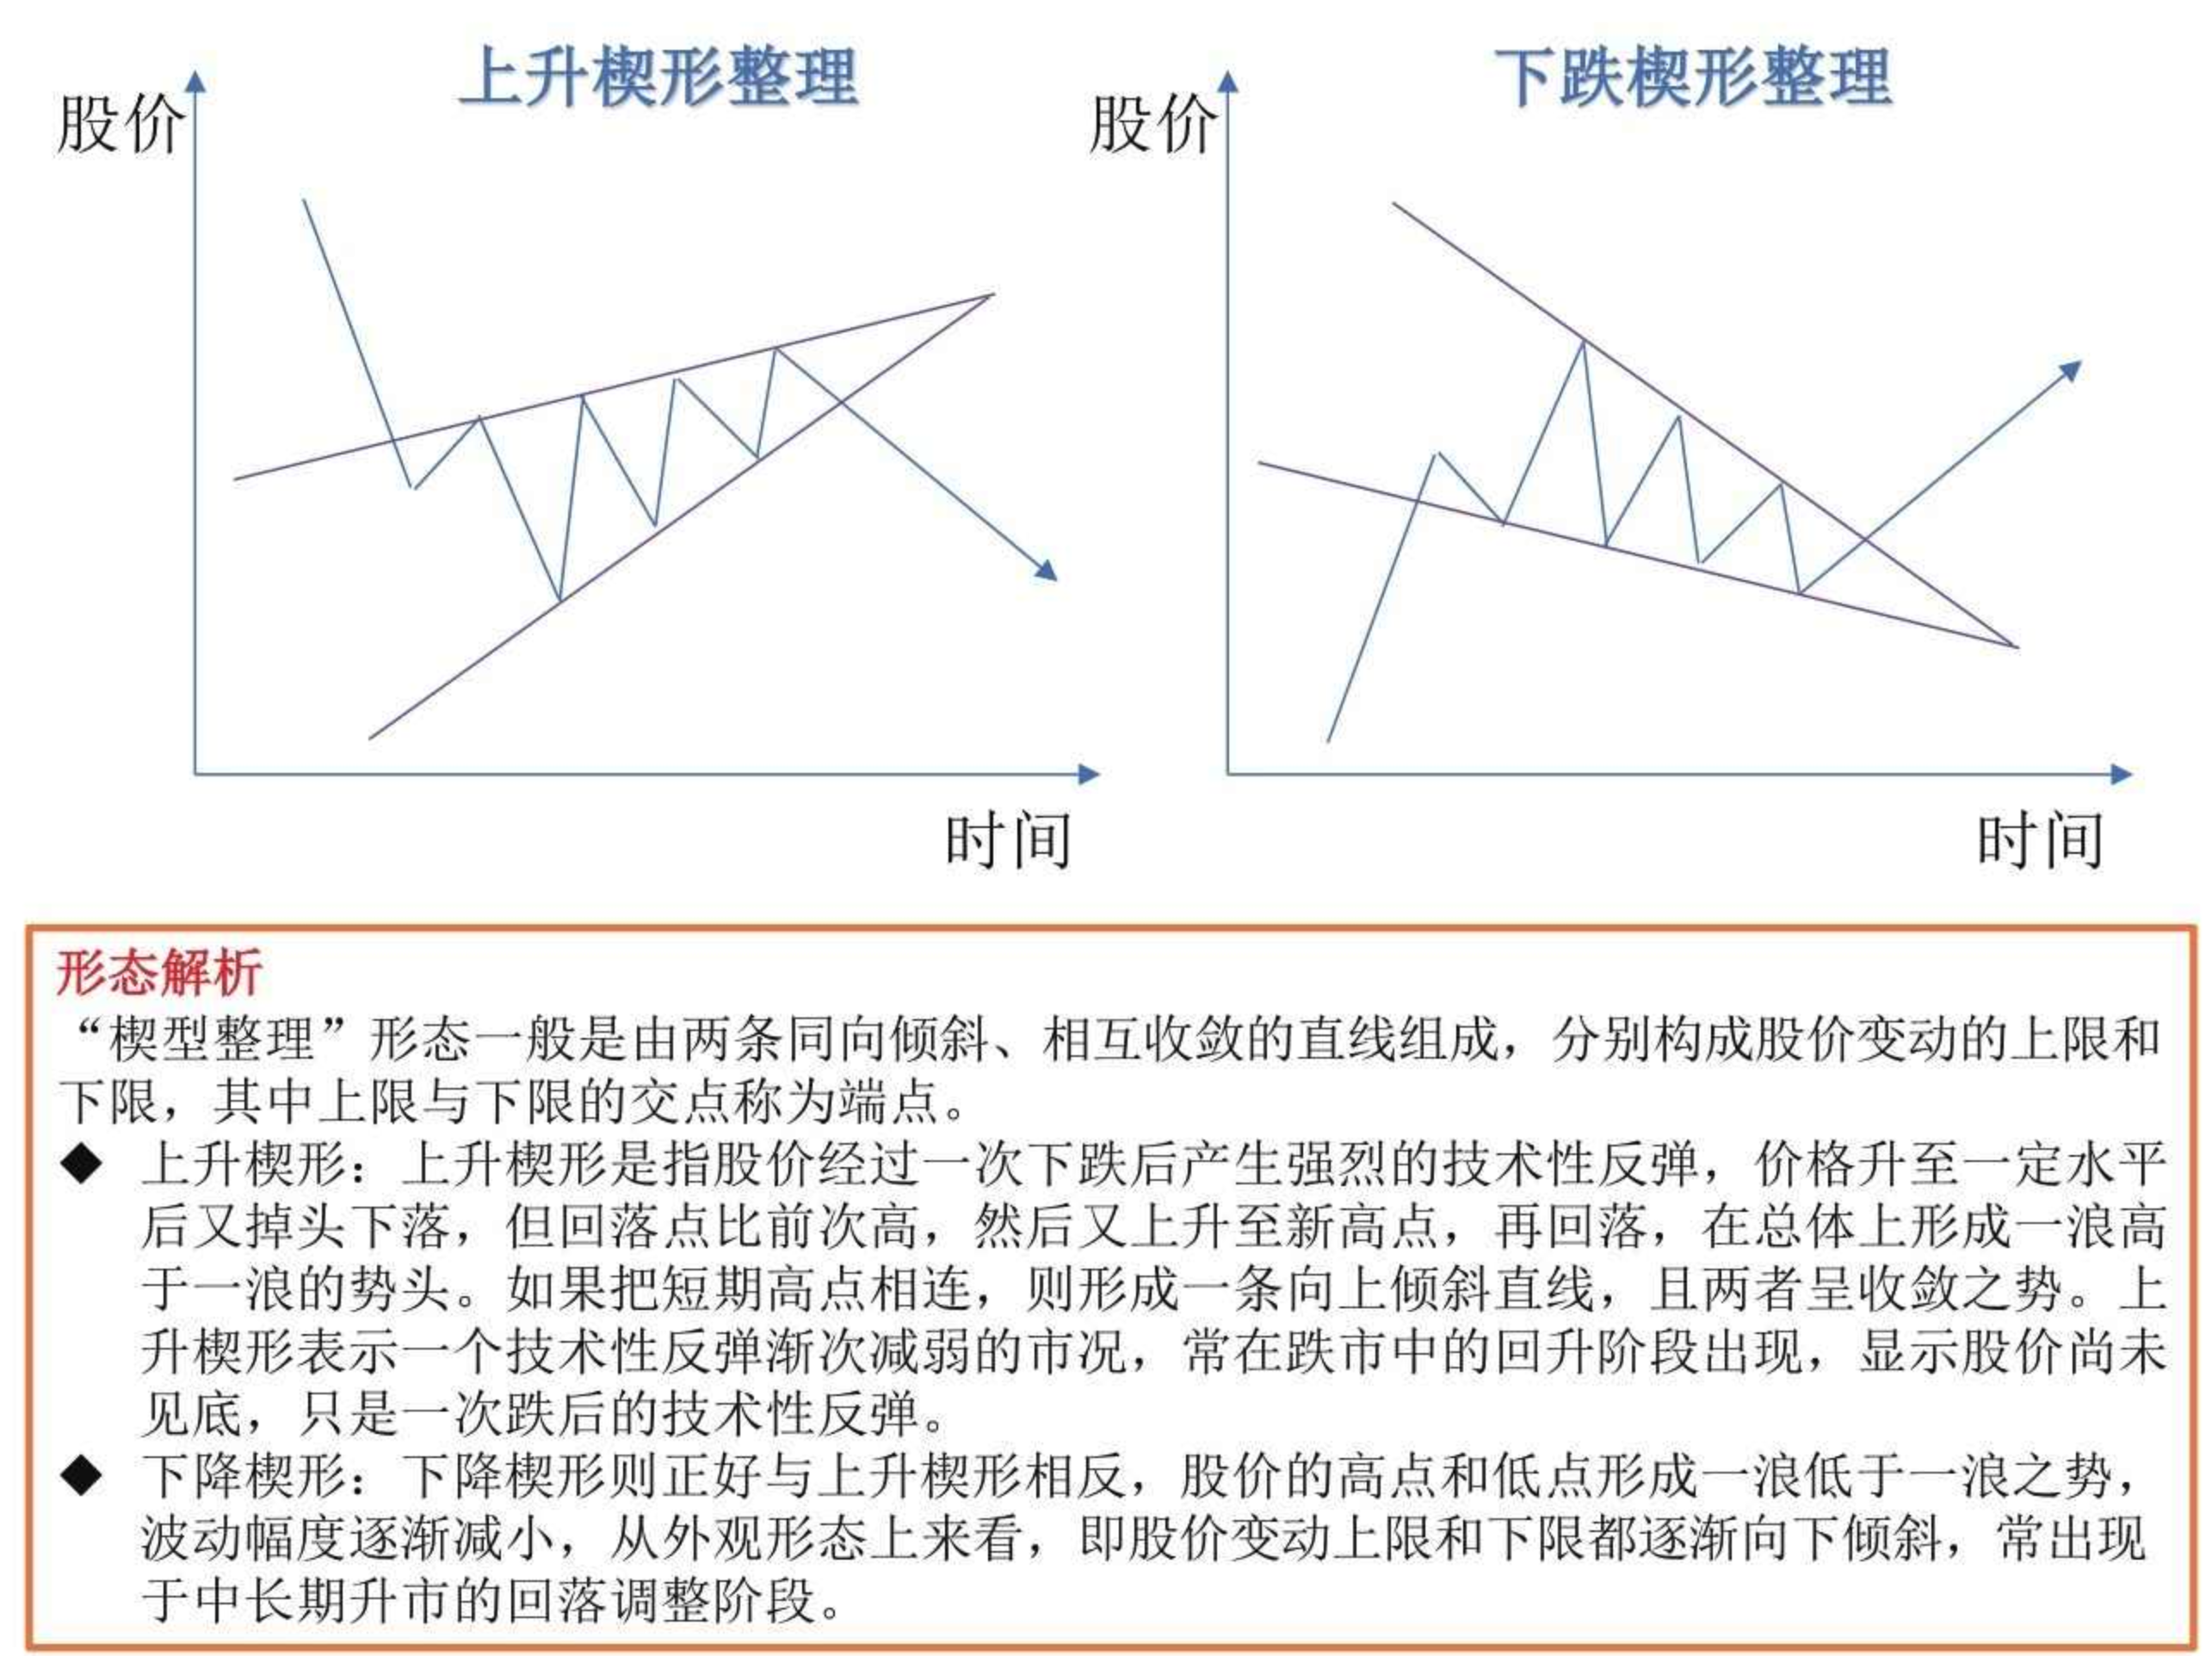 上升楔形整理
下跌楔形整理
股价
股价
时间
时间
形态解析
“楔型整理”形态一般是由两条同向倾斜、相互收敛的直线组成，分别构成股价变动的上限和
下限，其中上限与下限的交点称为端点。
◆ 上升楔形：上升楔形是指股价经过一次下跌后产生强烈的技术性反弹，价格升至一定水平
后又掉头下落，但回落点比前次高，然后又上升至新高点，再回落，在总体上形成一浪高
于一浪的势头。如果把短期高点相连，则形成一条向上倾斜直线，且两者呈收敛之势。上
升楔形表示一个技术性反弹渐次减弱的市况，常在跌市中的回升阶段出现，显示股价尚未
见底，只是一次跌后的技术性反弹。
◆ 下降楔形：下降楔形则正好与上升楔形相反，股价的高点和低点形成一浪低于一浪之势，
波动幅度逐渐减小，从外观形态上来看，即股价变动上限和下限都逐渐向下倾斜，常出现
于中长期升市的回落调整阶段。